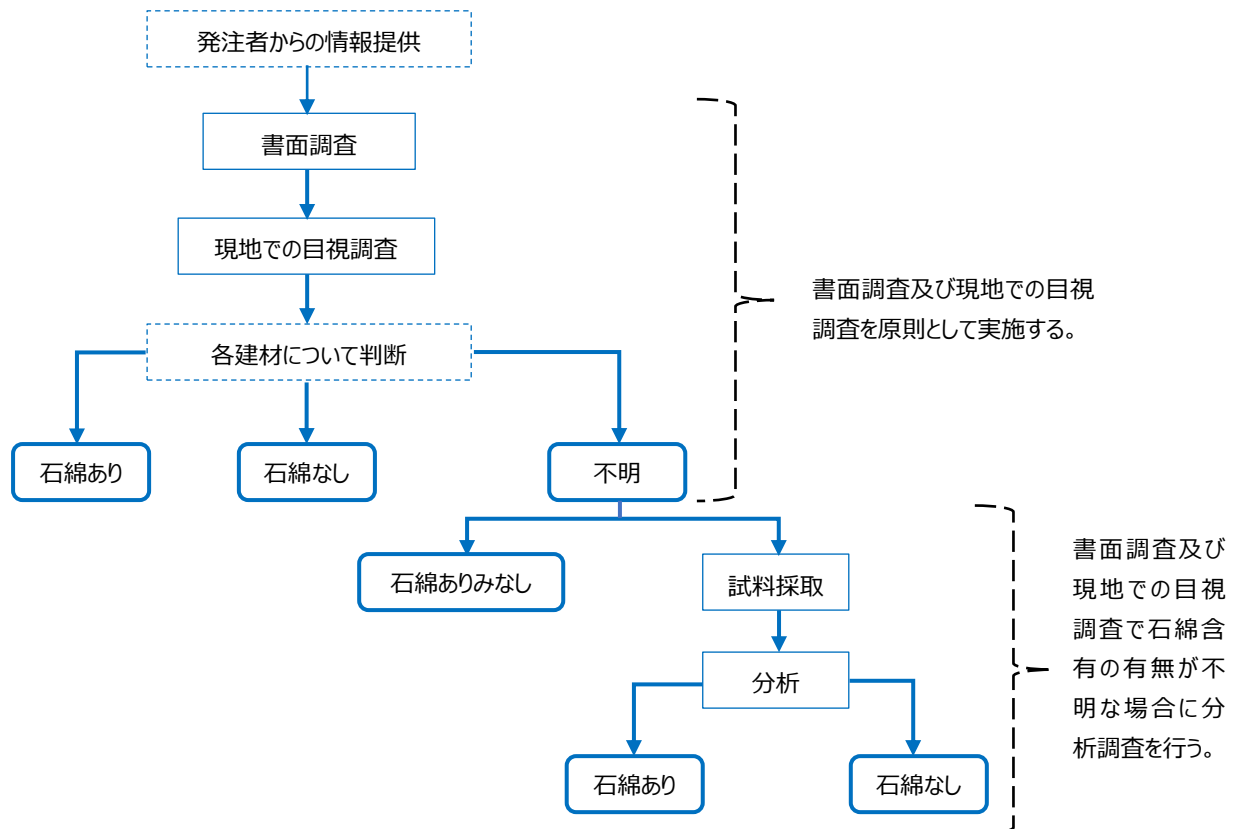 発注者からの情報提供
書面調査
現地での目視調査
各建材について判断
石綿あり
石綿なし
不明
書面調査及び現地での目視
調査を原則として実施する。
石綿ありみなし
試料採取
分析
石綿あり
石綿なし
書面調査及び
現地での目視
調査で石綿含
有の有無が不
明な場合に分
析調査を行う。